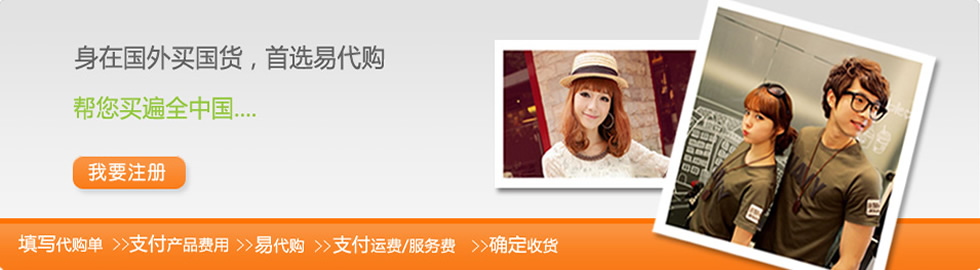 身在国外买国货，首选易代购
帮您买遍全中国....
我要注册
填写代购单 >>支付产品费用 >>易代购 >>支付运费/服务费 >>确定收货